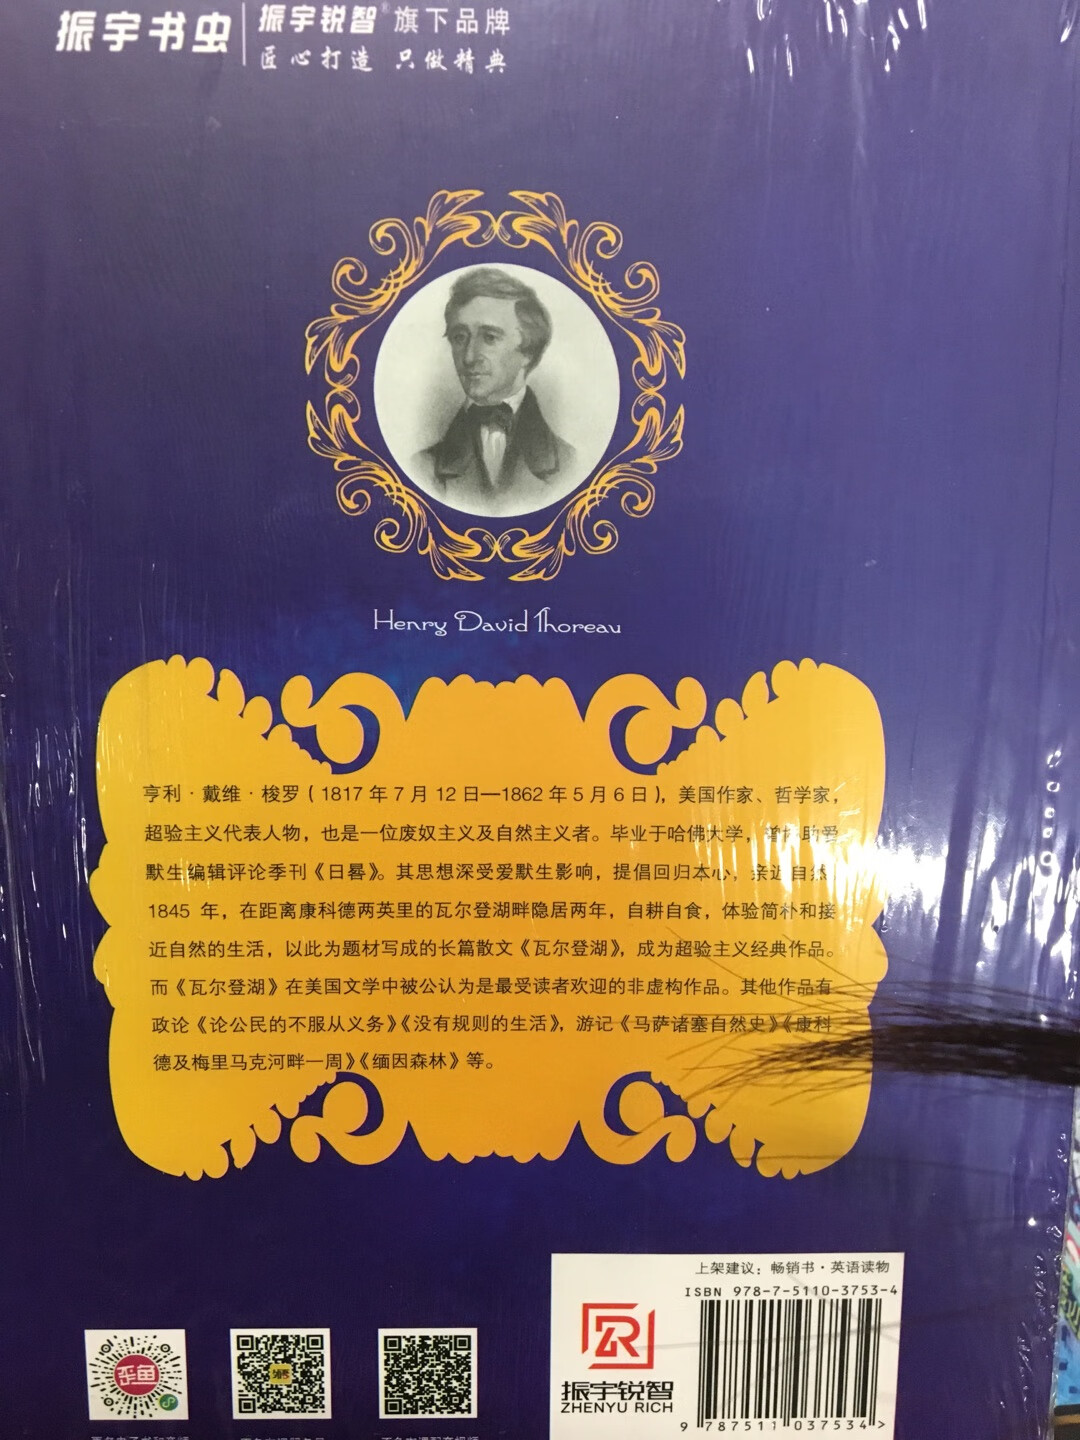 振宇书虫
振宇锐智® 旗下品牌
匠心打造 只做精典
Henry David Thoreau
亨利·戴维·梭罗（1817年7月12日—1862年5月6日），美国作家、哲学家，
超验主义代表人物，也是一位废奴主义及自然主义者。毕业于哈佛大学，曾协助爱
默生编辑评论季刊《日晷》。其思想深受爱默生影响，提倡回归本心，亲近自然。
1845 年，在距离康科德两英里的瓦尔登湖畔隐居两年，自耕自食，体验简朴和接
近自然的生活，以此为题材写成的长篇散文《瓦尔登湖》，成为超验主义经典作品。
而《瓦尔登湖》在美国文学中被公认为是最受读者欢迎的非虚构作品。其他作品有
政论《论公民的不服从义务》《没有规则的生活》，游记《马萨诸塞自然史》《康科
德及梅里马克河畔一周》《缅因森林》等。
上架建议：畅销书·英语读物
ISBN 978-7-5110-3753-4
振宇锐智
ZHENYU RICH
9 787511 037534 >
歪鱼